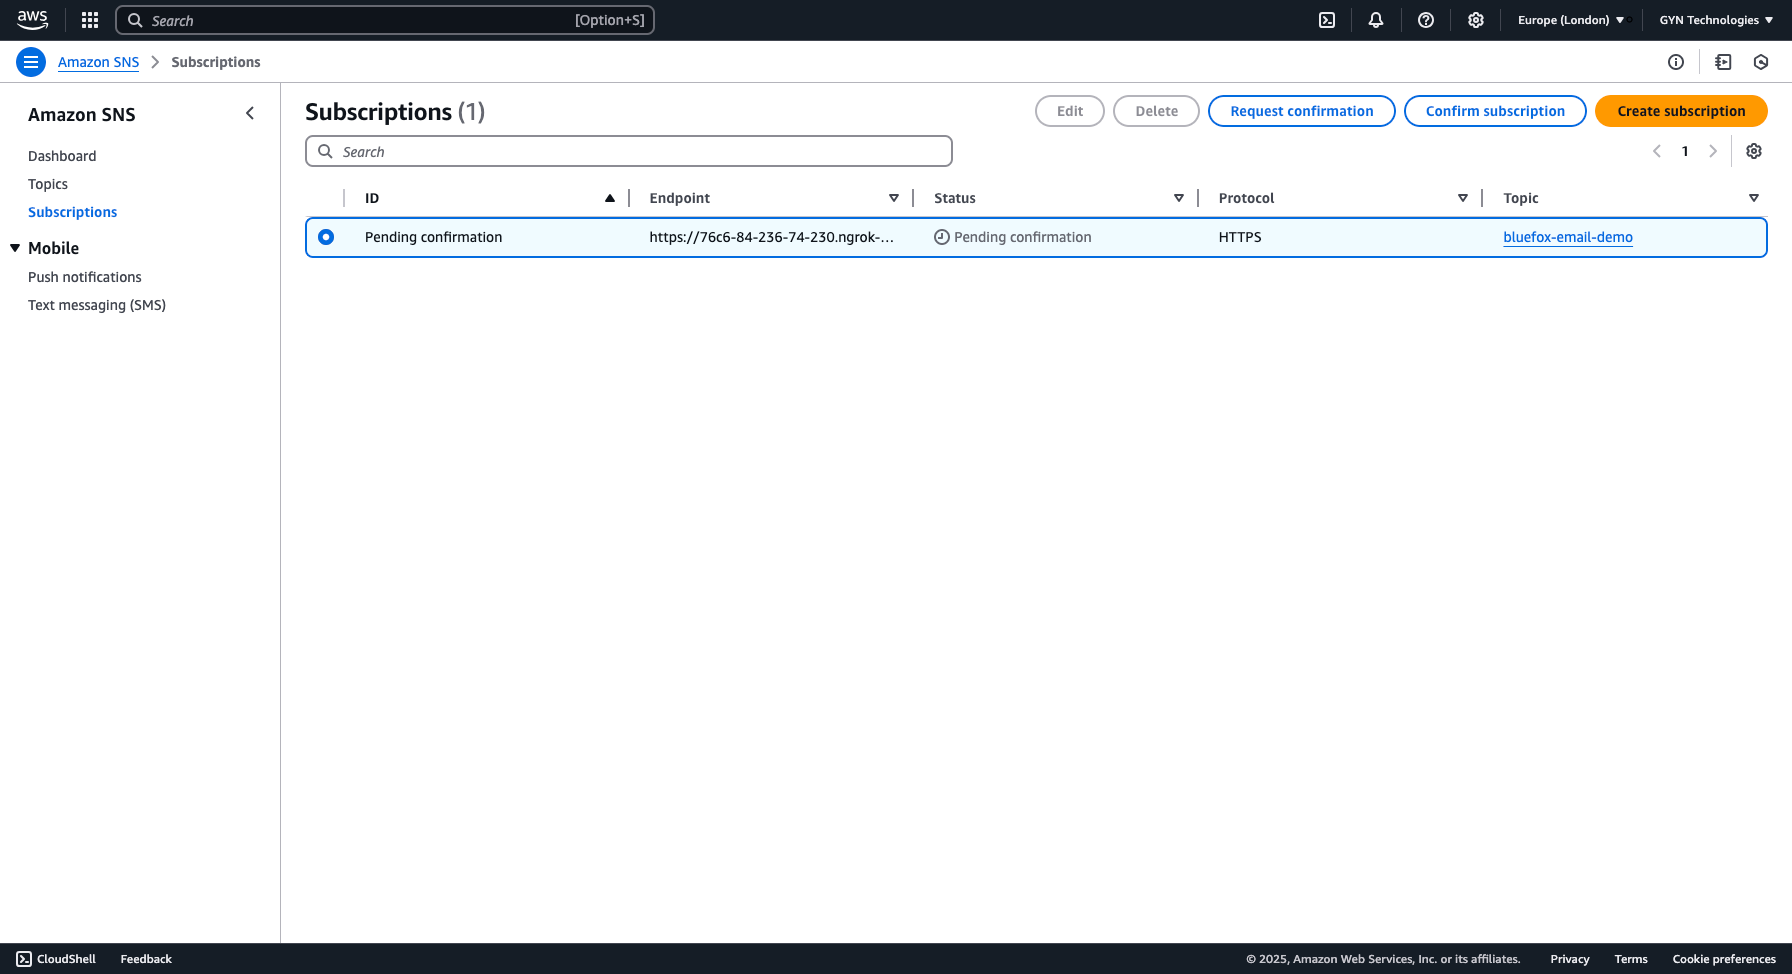 aws Search [Option+S] Europe (London) GYN Technologies
Amazon SNS Subscriptions
Amazon SNS
Dashboard
Topics
Subscriptions
Mobile
Push notifications
Text messaging (SMS)
Subscriptions (1) Edit Delete Request confirmation Confirm subscription Create subscription
Search 1
ID Endpoint Status Protocol Topic
Pending confirmation https://76c6-84-236-74-230.ngrok-... Pending confirmation HTTPS bluefox-email-demo
CloudShell Feedback © 2025, Amazon Web Services, Inc. or its affiliates. Privacy Terms Cookie preferences